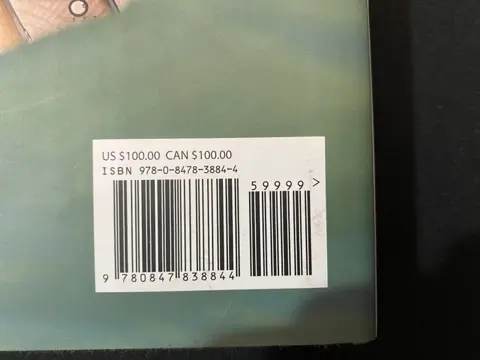 US $100.00 CAN $100.00
ISBN 978-0-8478-3884-4
59999>
9 780847 838844